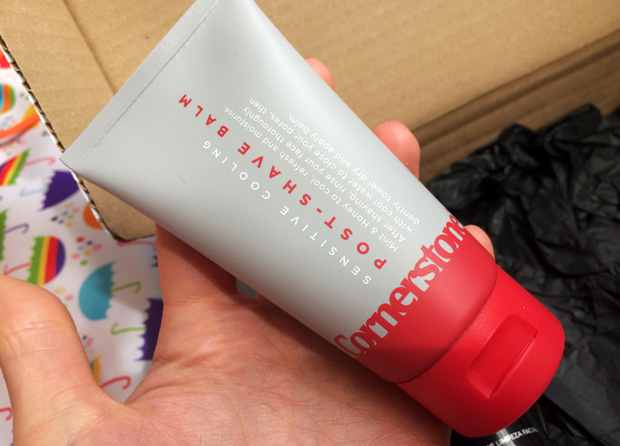 SENSITIVE COOLING
POST-SHAVE BALM
Mint & Honey to cool, refresh and moisturise.
After shaving, rinse your face thoroughly
with cool water to close your pores, then
gently towel dry and apply balm.
Cornerstone